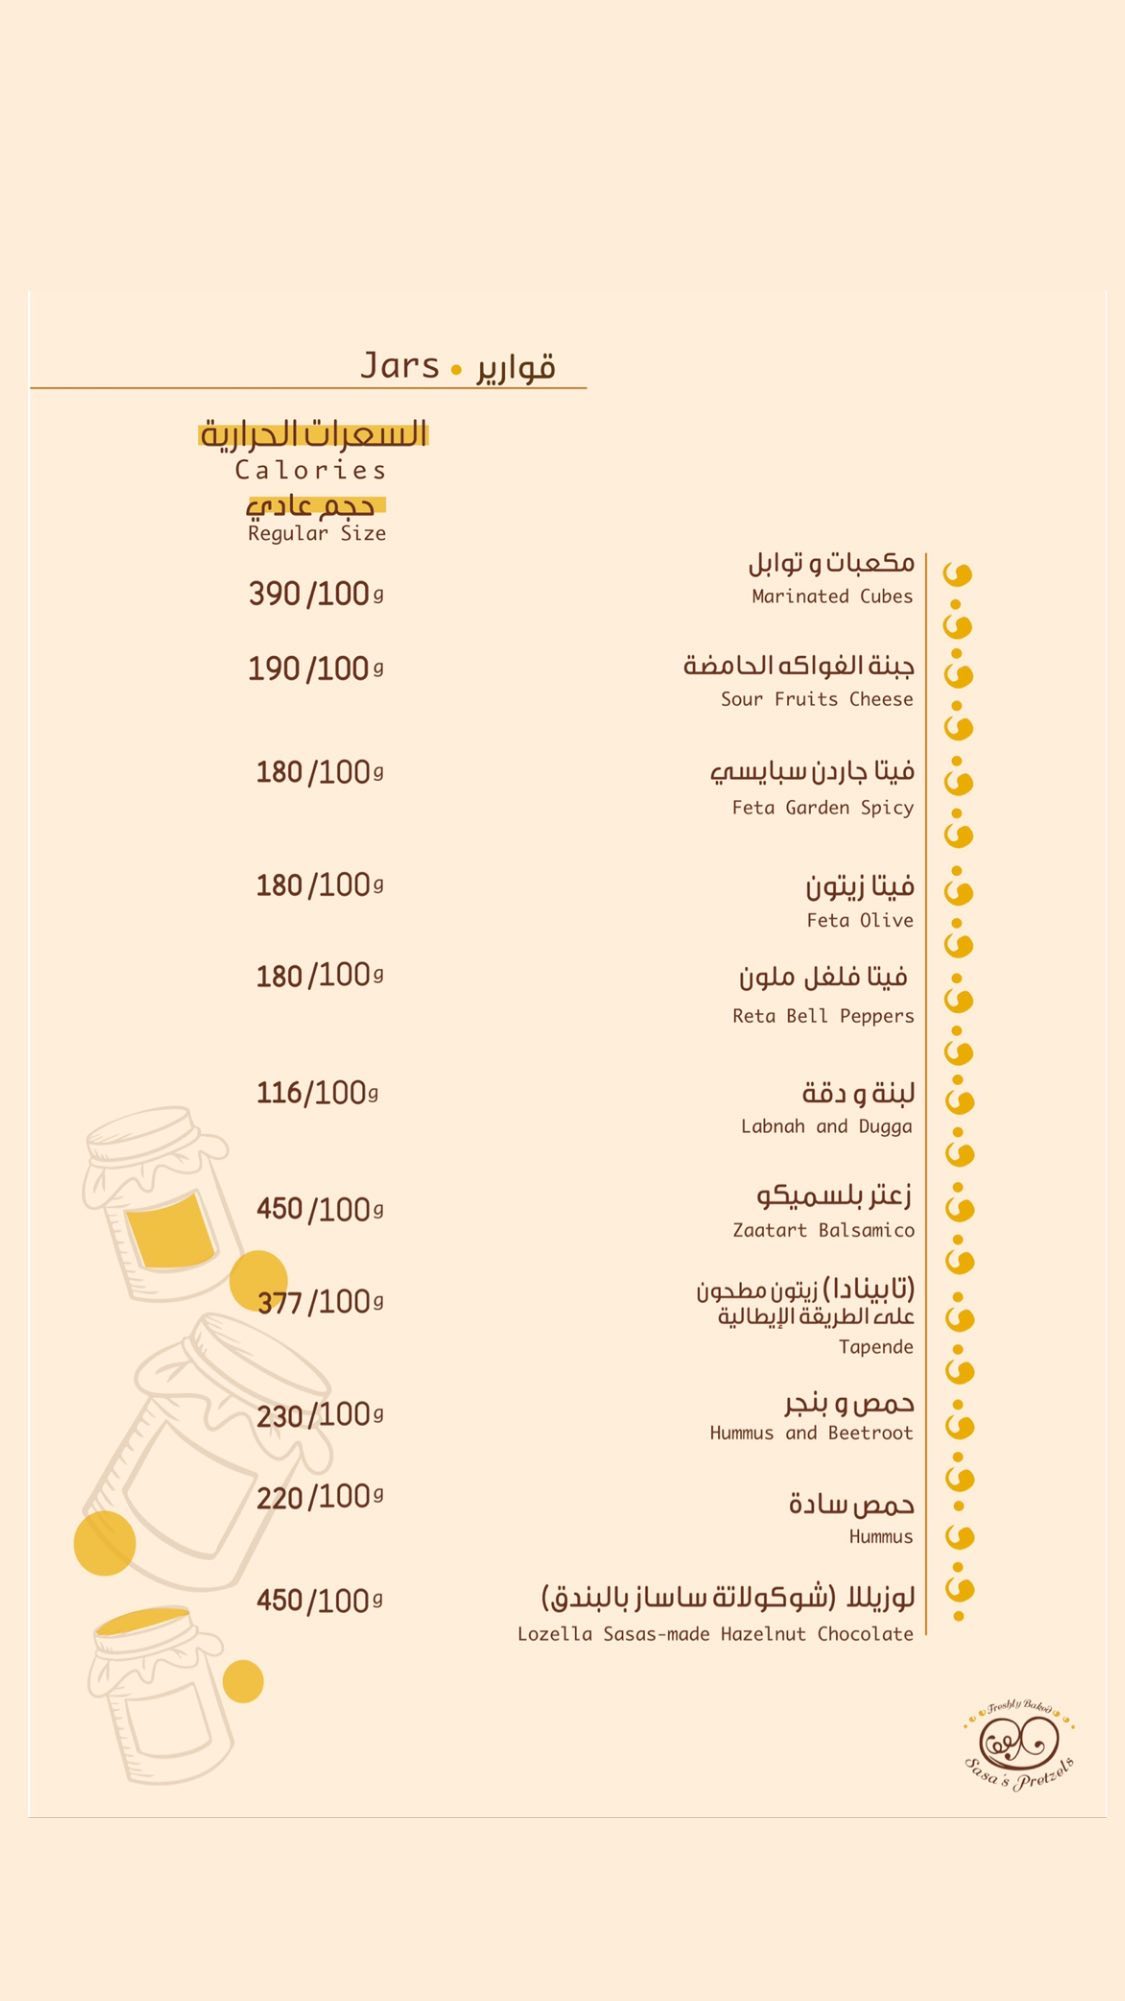 Jars • قوارير
السعرات الحرارية
Calories
حجم عادي
Regular Size
مكعبات و توابل
390/100g
Marinated Cubes
جبنة الفواكه الحامضة
190/100g
Sour Fruits Cheese
فيتا جاردن سبايسي
180/100g
Feta Garden Spicy
فيتا زيتون
180/100g
Feta Olive
فيتا فلفل ملون
180/100g
Reta Bell Peppers
لبنة و دقة
116/100g
Labnah and Dugga
زعتر بلسميكو
450/100g
Zaatart Balsamico
(تابينادا) زيتون مطحون
377/100g
على الطريقة الإيطالية
Tapende
حمص و بنجر
230/100g
Hummus and Beetroot
حمص سادة
220/100g
Hummus
لوزيللا (شوكولاتة ساساز بالبندق)
450/100g
Lozella Sasas-made Hazelnut Chocolate
Freshly Baked
Sasa's Pretzels